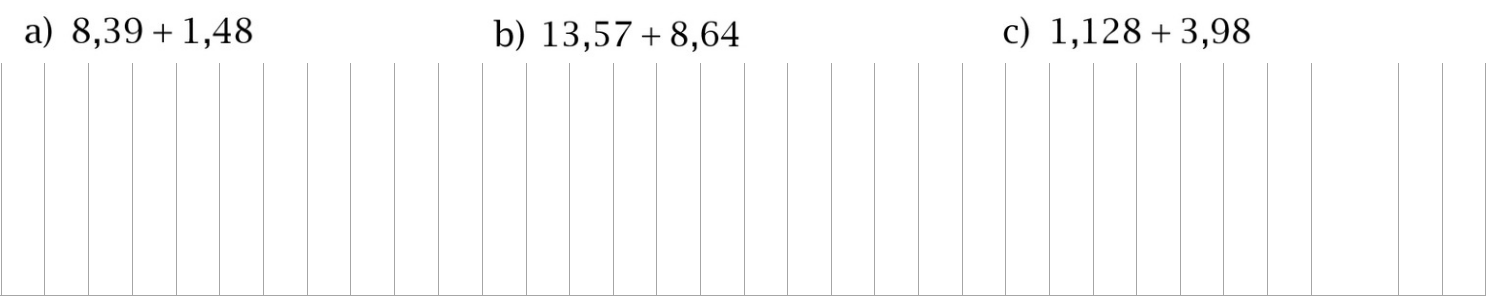 a) 8,39 + 1,48
b) 13,57 + 8,64
c) 1,128 + 3,98